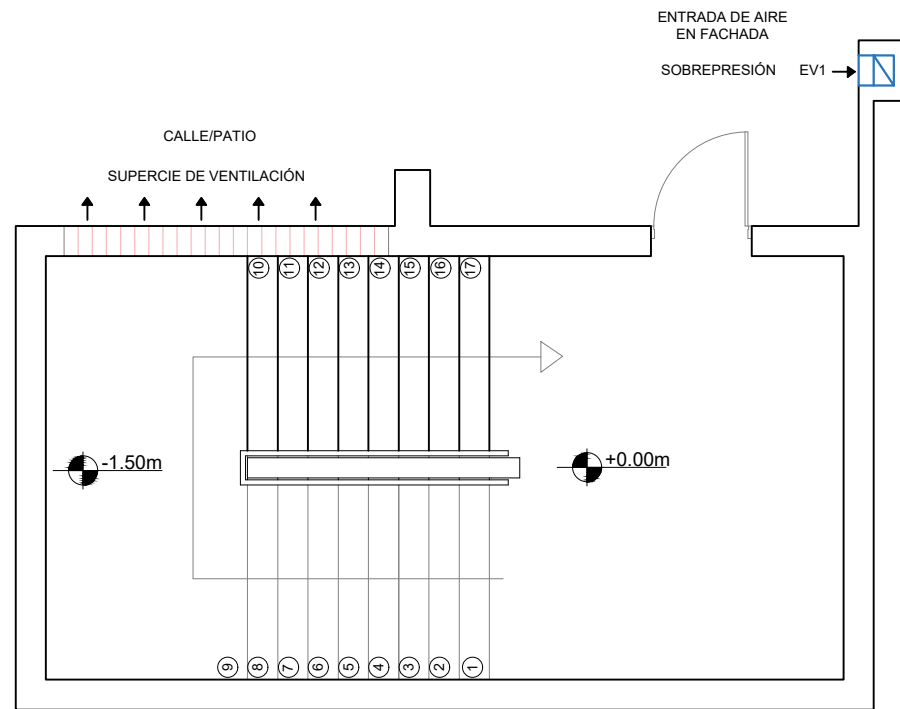 ENTRADA DE AIRE
EN FACHADA
SOBREPRESIÓN EV1
CALLE/PATIO
SUPERCIE DE VENTILACIÓN
10 11 12 13 14 15 16 17
-1.50m
+0.00m
9 8 7 6 5 4 3 2 1